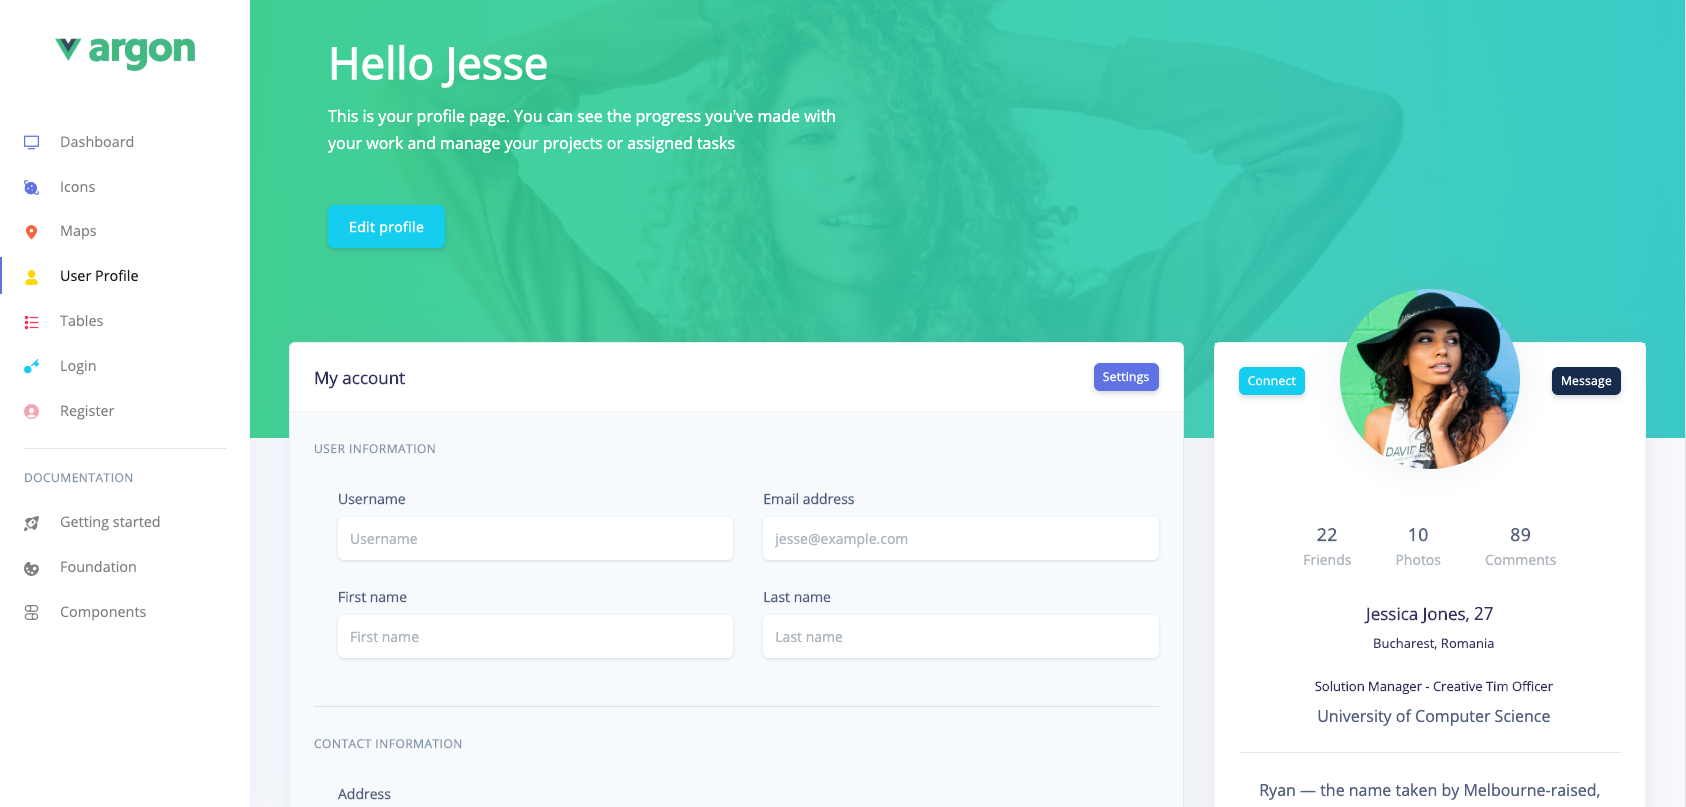 argon
Dashboard
Icons
Maps
User Profile
Tables
Login
Register
DOCUMENTATION
Getting started
Foundation
Components
Hello Jesse
This is your profile page. You can see the progress you've made with
your work and manage your projects or assigned tasks
Edit profile
My account
Settings
USER INFORMATION
Username
Username
Email address
jesse@example.com
First name
First name
Last name
Last name
CONTACT INFORMATION
Address
Connect
Message
DAVID
22
Friends
10
Photos
89
Comments
Jessica Jones, 27
Bucharest, Romania
Solution Manager - Creative Tim Officer
University of Computer Science
Ryan — the name taken by Melbourne-raised,